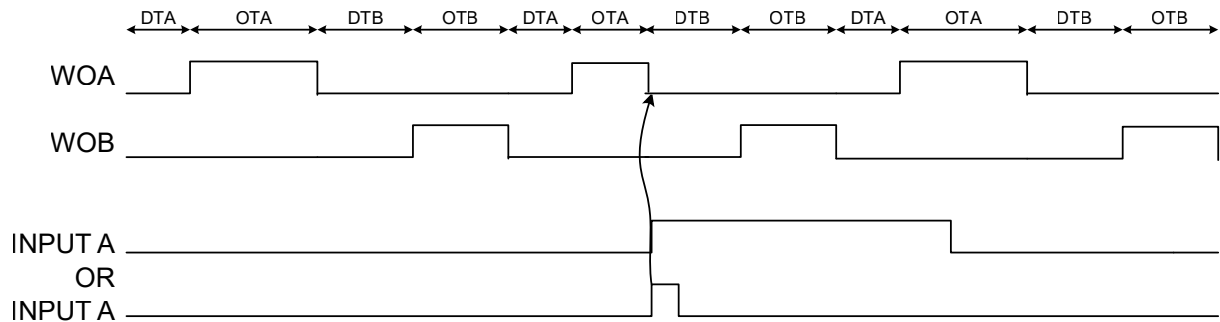 DTA OTA DTB OTB DTA OTA DTB OTB DTA OTA DTB OTB
WOA
WOB
INPUT A
OR
INPUT A